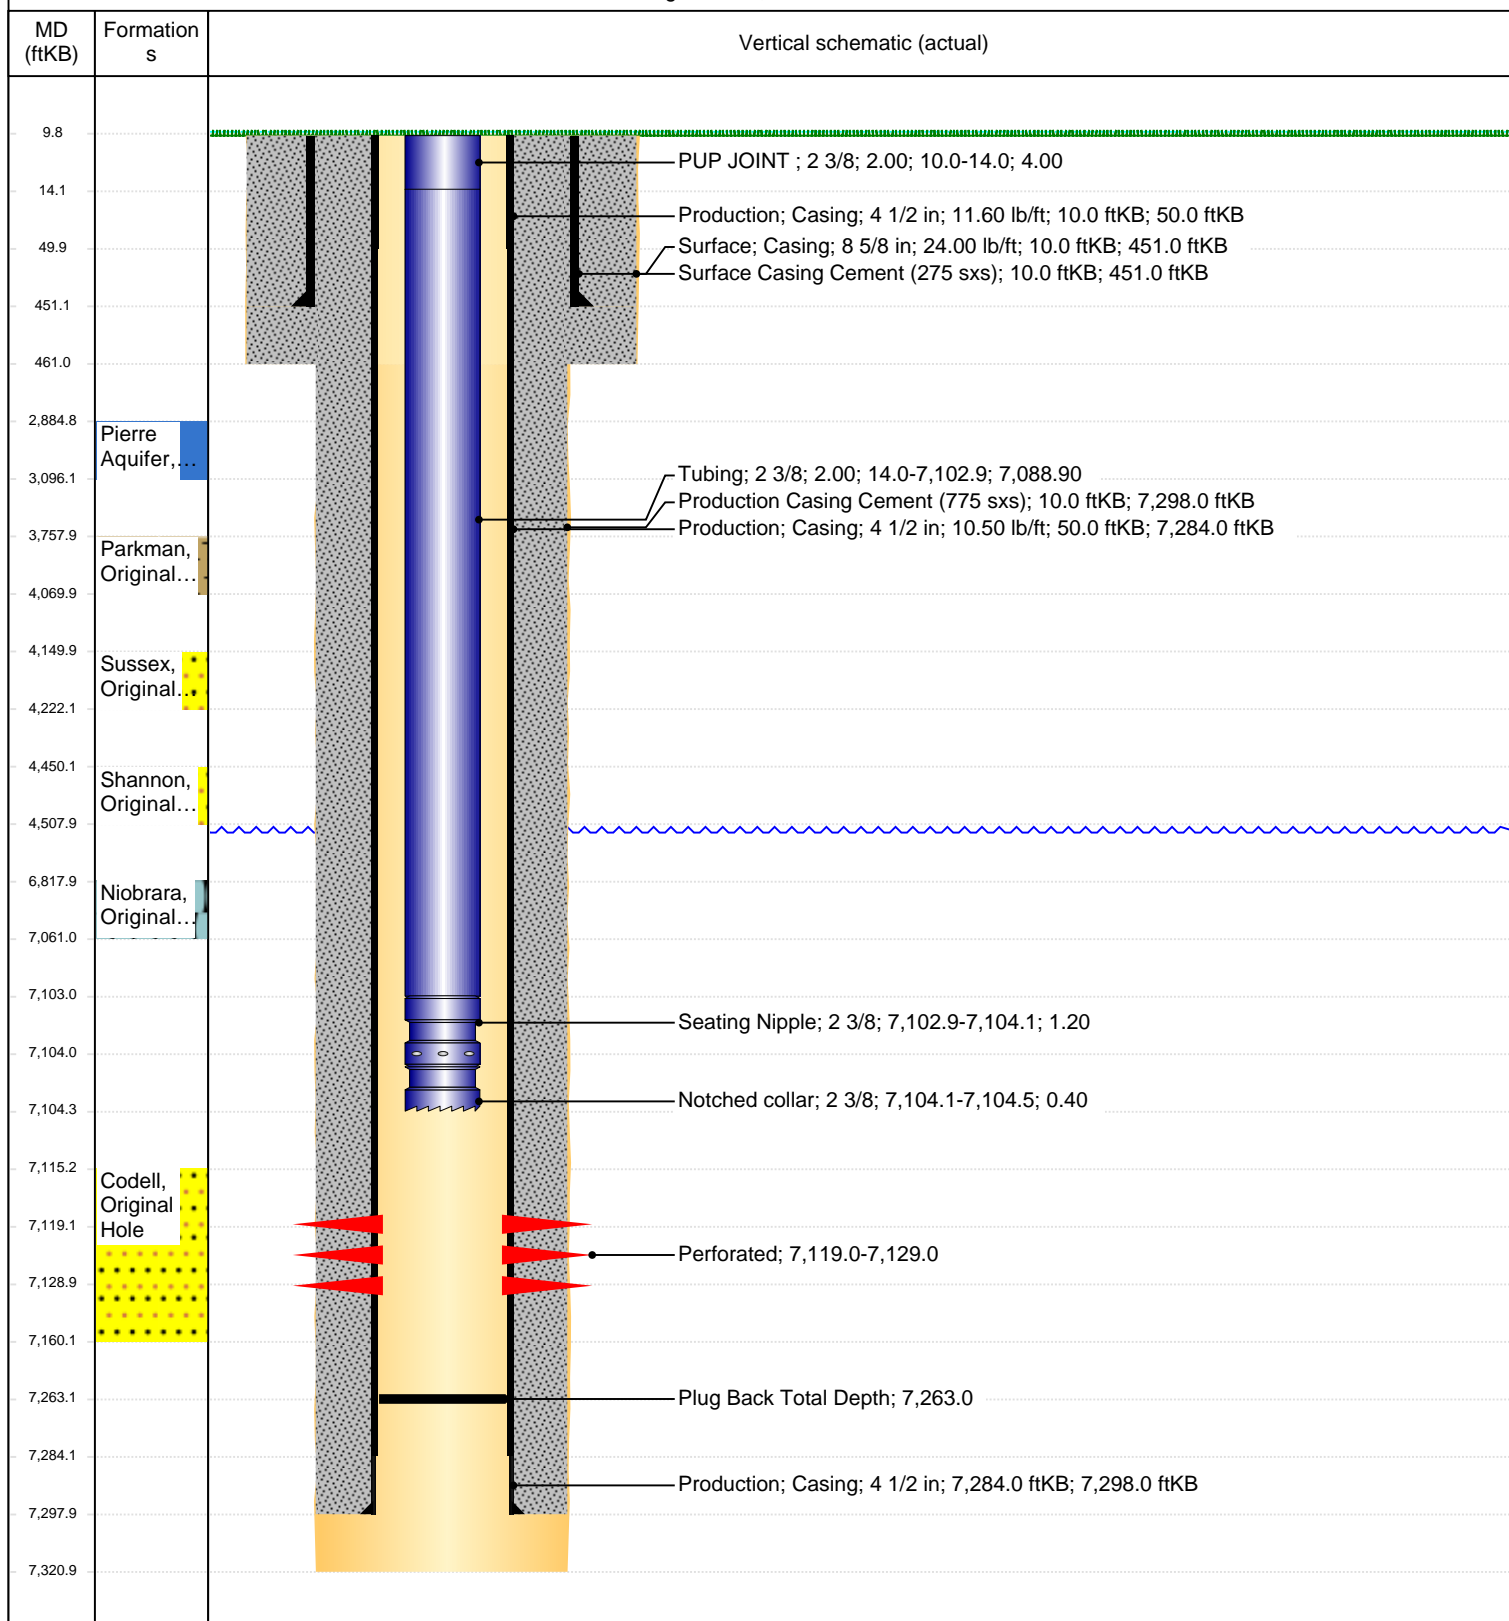 MD
(ftKB)
Formation
s
Vertical schematic (actual)
9.8
14.1
49.9
451.1
461.0
2,884.8
3,096.1
3,757.9
4,069.9
4,149.9
4,222.1
4,450.1
4,507.9
6,817.9
7,061.0
7,103.0
7,104.0
7,104.3
7,115.2
7,119.1
7,128.9
7,160.1
7,263.1
7,284.1
7,297.9
7,320.9
Pierre
Aquifer,…
Parkman,
Original…
Sussex,
Original…
Shannon,
Original…
Niobrara,
Original…
Codell,
Original
Hole
PUP JOINT ; 2 3/8; 2.00; 10.0-14.0; 4.00
Production; Casing; 4 1/2 in; 11.60 lb/ft; 10.0 ftKB; 50.0 ftKB
Surface; Casing; 8 5/8 in; 24.00 lb/ft; 10.0 ftKB; 451.0 ftKB
Surface Casing Cement (275 sxs); 10.0 ftKB; 451.0 ftKB
Tubing; 2 3/8; 2.00; 14.0-7,102.9; 7,088.90
Production Casing Cement (775 sxs); 10.0 ftKB; 7,298.0 ftKB
Production; Casing; 4 1/2 in; 10.50 lb/ft; 50.0 ftKB; 7,284.0 ftKB
Seating Nipple; 2 3/8; 7,102.9-7,104.1; 1.20
Notched collar; 2 3/8; 7,104.1-7,104.5; 0.40
Perforated; 7,119.0-7,129.0
Plug Back Total Depth; 7,263.0
Production; Casing; 4 1/2 in; 7,284.0 ftKB; 7,298.0 ftKB